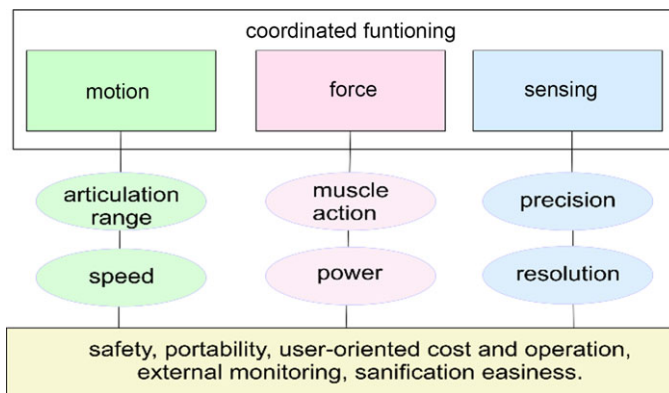 coordinated funtioning
motion
force
sensing
articulation
range
muscle
action
precision
speed
power
resolution
safety, portability, user-oriented cost and operation,
external monitoring, sanification easiness.